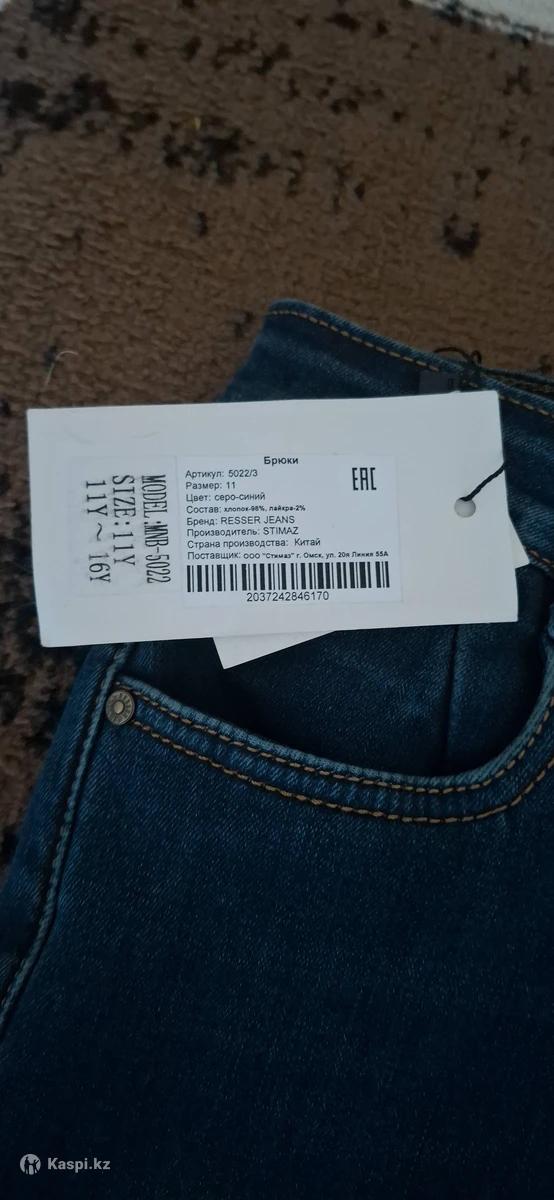 Брюки
Артикул: 5022/3
Размер: 11
Цвет: серо-синий
Состав: хлопок-98%, лайкра-2%
Бренд: RESSER JEANS
Производитель: STIMAZ
Страна производства: Китай
Поставщик: ООО "Стимаз" г. Омск, ул. 20я Линия 55А
2037242846170
EAC
MODEL:MNH-5022
SIZE:11Y
11Y~16Y
Kaspi.kz